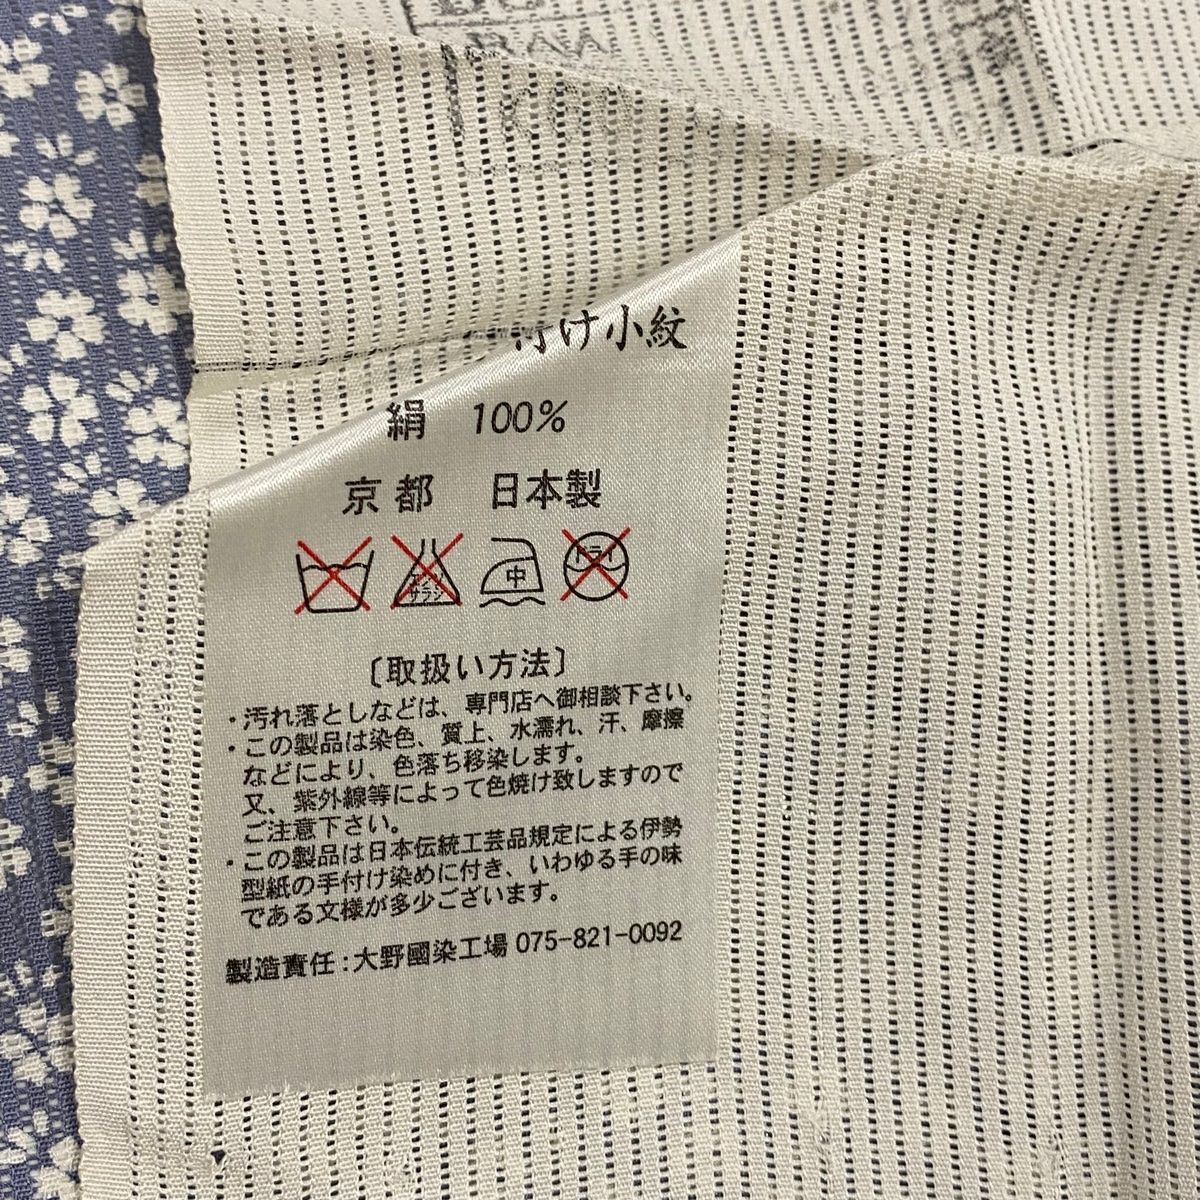 付け小紋
絹 100%
京都 日本製
サラシ
中
ドライ
〔取扱い方法〕
・汚れ落としなどは、専門店へ御相談下さい。
・この製品は染色、質上、水濡れ、汗、摩擦
などにより、色落ち移染します。
又、紫外線等によって色焼け致しますので
ご注意下さい。
・この製品は日本伝統工芸品規定による伊勢
型紙の手付け染めに付き、いわゆる手の味
である文様が多少ございます。
製造責任:大野國染工場 075-821-0092